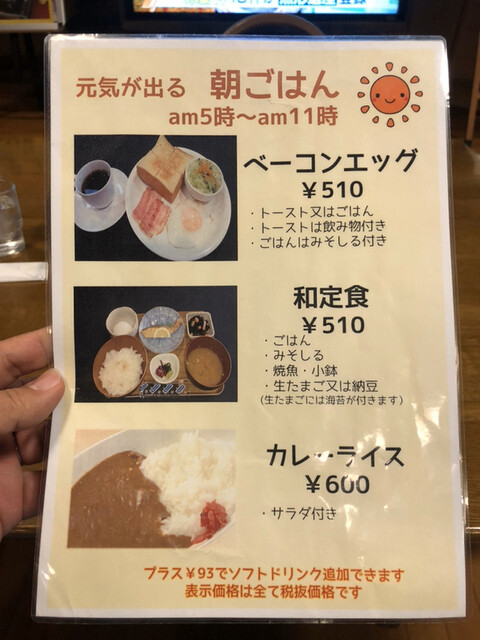 元気が出る 朝ごはん
am5時～am11時
ベーコンエッグ
￥510
・トースト又はごはん
・トーストは飲み物付き
・ごはんはみそしる付き
和定食
￥510
・ごはん
・みそしる
・焼魚・小鉢
・生たまご又は納豆
(生たまごには海苔が付きます)
カレーライス
￥600
・サラダ付き
プラス￥93でソフトドリンク追加できます
表示価格は全て税抜価格です